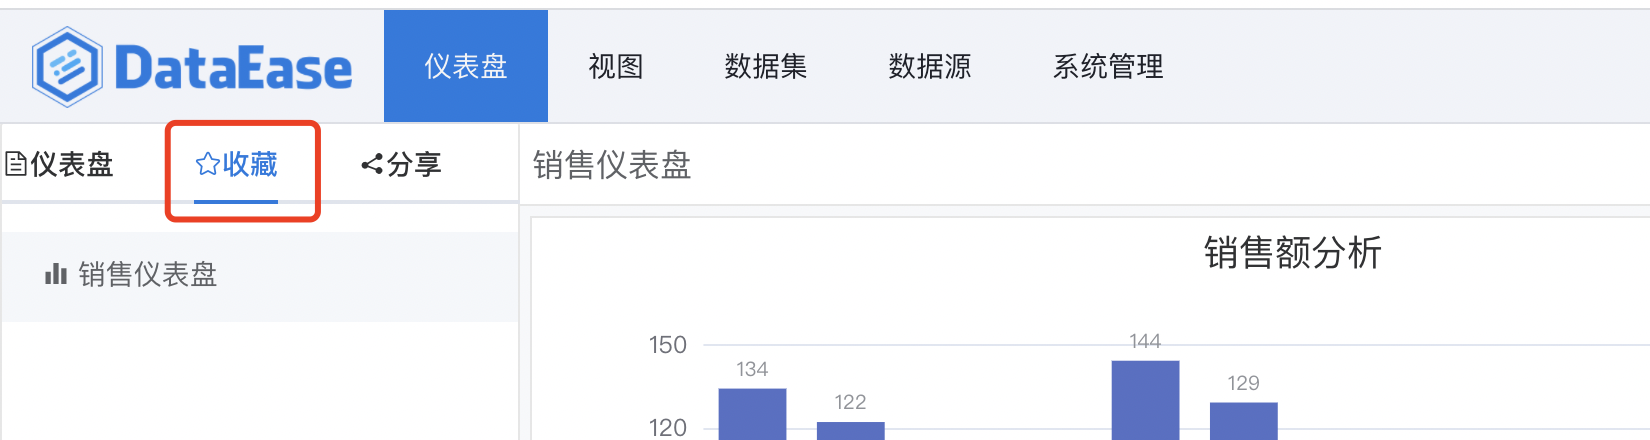 DataEase 仪表盘 视图 数据集 数据源 系统管理
仪表盘 收藏 分享 销售仪表盘
销售仪表盘
销售额分析
150
144
134
129
122
120